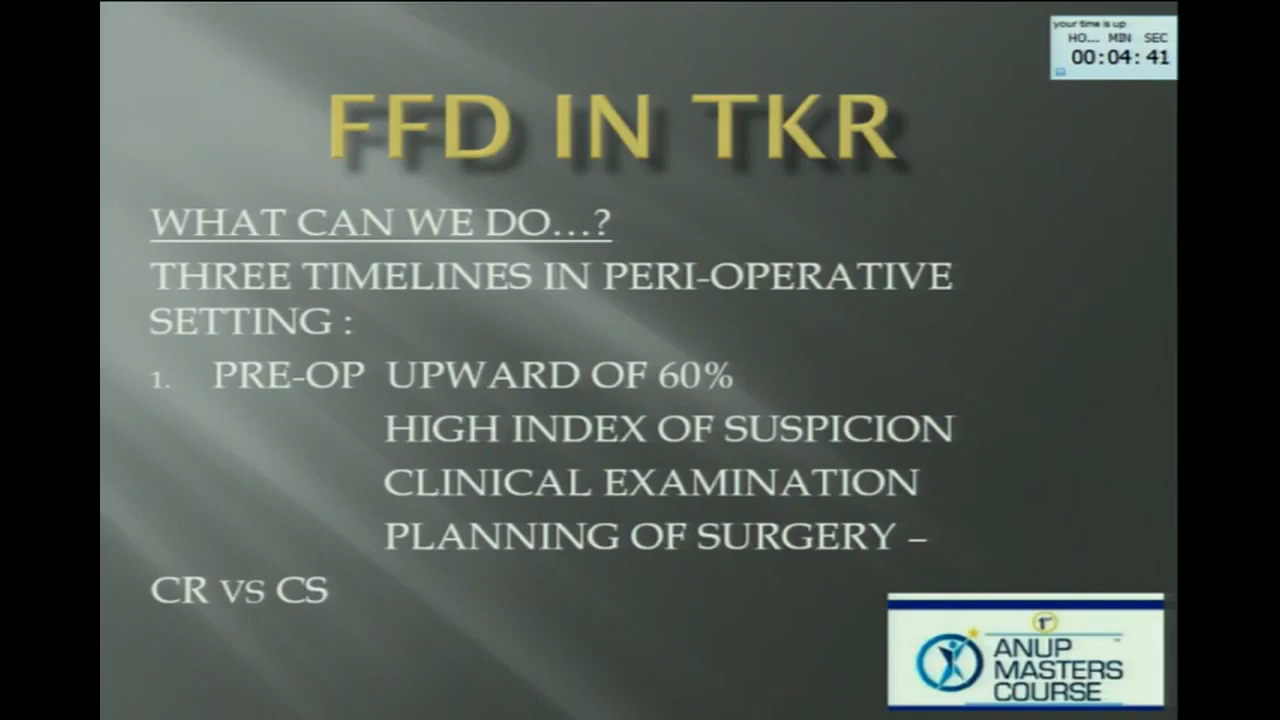 your time is up
HO... MIN SEC
00:04:41
FFD IN TKR
WHAT CAN WE DO...?
THREE TIMELINES IN PERI-OPERATIVE
SETTING :
1. PRE-OP UPWARD OF 60%
HIGH INDEX OF SUSPICION
CLINICAL EXAMINATION
PLANNING OF SURGERY –
CR VS CS
1st
ANUP
MASTERS
COURSE